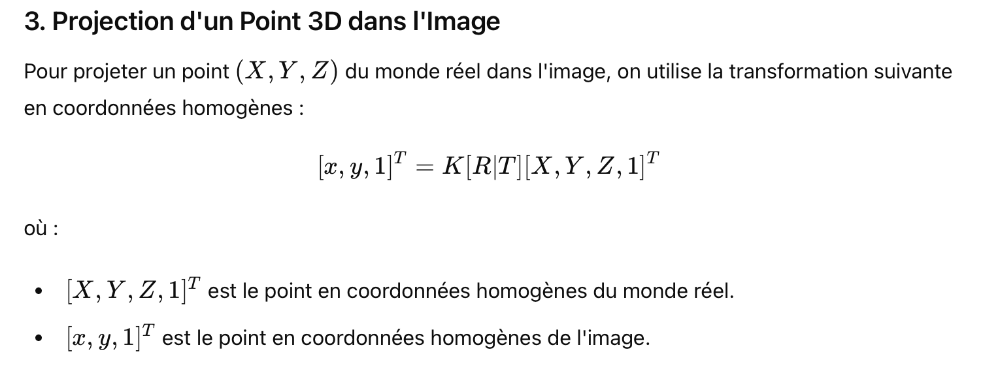 3. Projection d'un Point 3D dans l'Image
Pour projeter un point (X, Y, Z) du monde réel dans l'image, on utilise la transformation suivante
en coordonnées homogènes :
[x, y, 1]^T = K[R|T][X, Y, Z, 1]^T
où :
• [X, Y, Z, 1]^T est le point en coordonnées homogènes du monde réel.
• [x, y, 1]^T est le point en coordonnées homogènes de l'image.